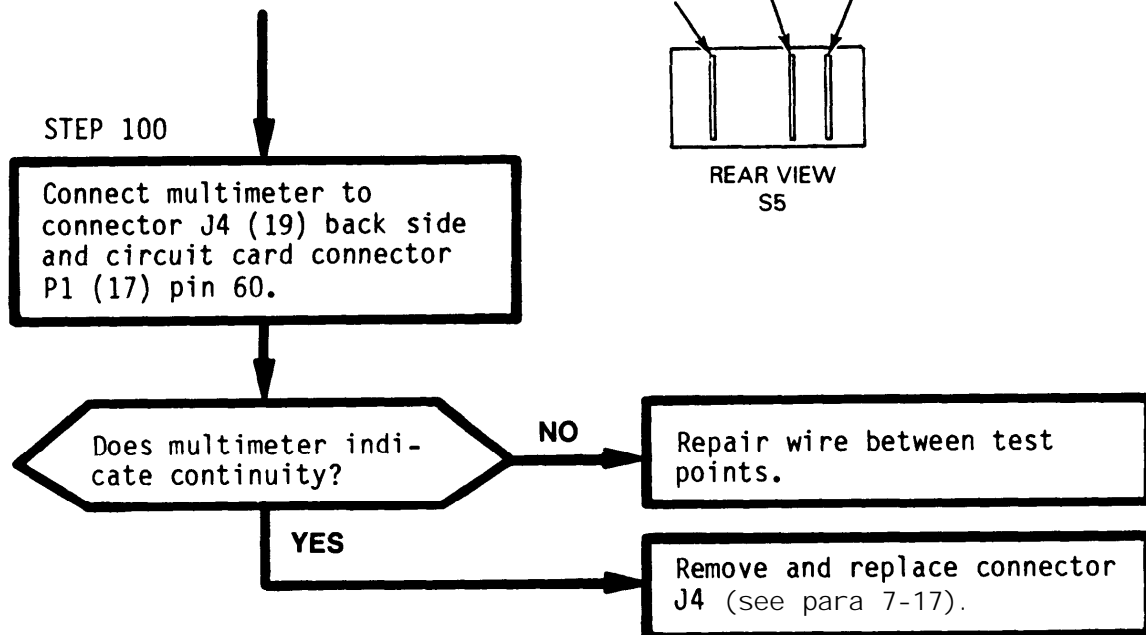 REAR VIEW
S5
STEP 100
Connect multimeter to
connector J4 (19) back side
and circuit card connector
P1 (17) pin 60.
Does multimeter indi-
cate continuity?
NO
Repair wire between test
points.
YES
Remove and replace connector
J4 (see para 7-17).